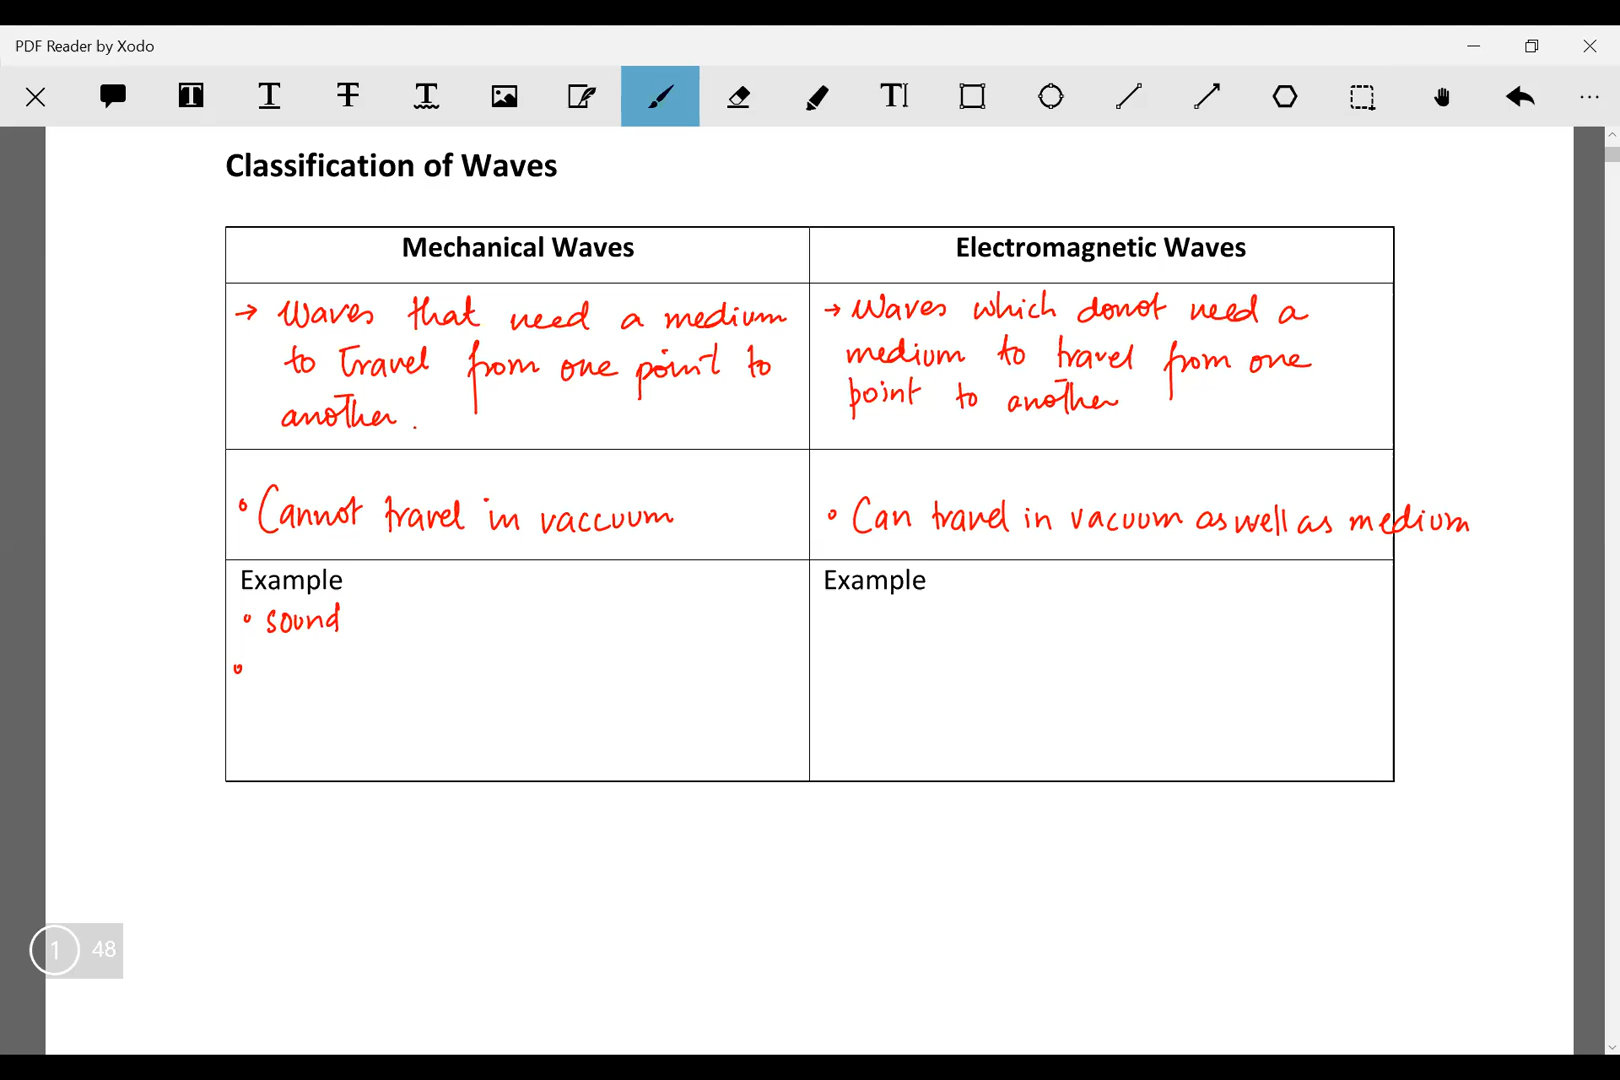 PDF Reader by Xodo
Classification of Waves
Mechanical Waves
Electromagnetic Waves
→ Waves that need a medium
to travel from one point to
another.
→ Waves which donot need a
medium to travel from one
point to another
• Cannot travel in vaccuum
• Can travel in vacuum as well as medium
Example
• sound
•
Example
1 48